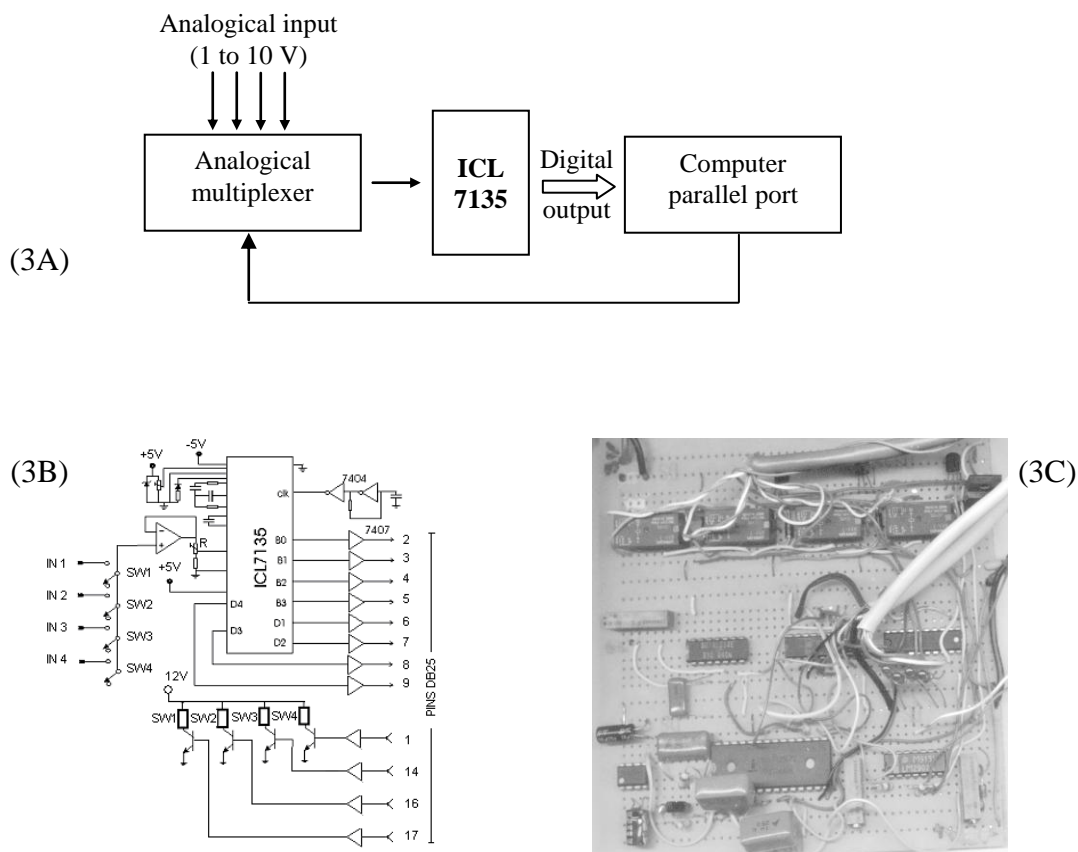 Analogical input
(1 to 10 V)
Analogical
multiplexer
ICL
7135
Digital
output
Computer
parallel port
(3A)
(3B)
(3C)
-5V
+5V
clk
7404
7407
ICL7135
B0
2
B1
3
B2
4
B3
5
D1
6
D2
7
D4
D3
8
9
R
+5V
IN 1
SW1
IN 2
SW2
IN 3
SW3
IN 4
SW4
PINS DB25
12V
SW1
SW2
SW3
SW4
1
14
16
17